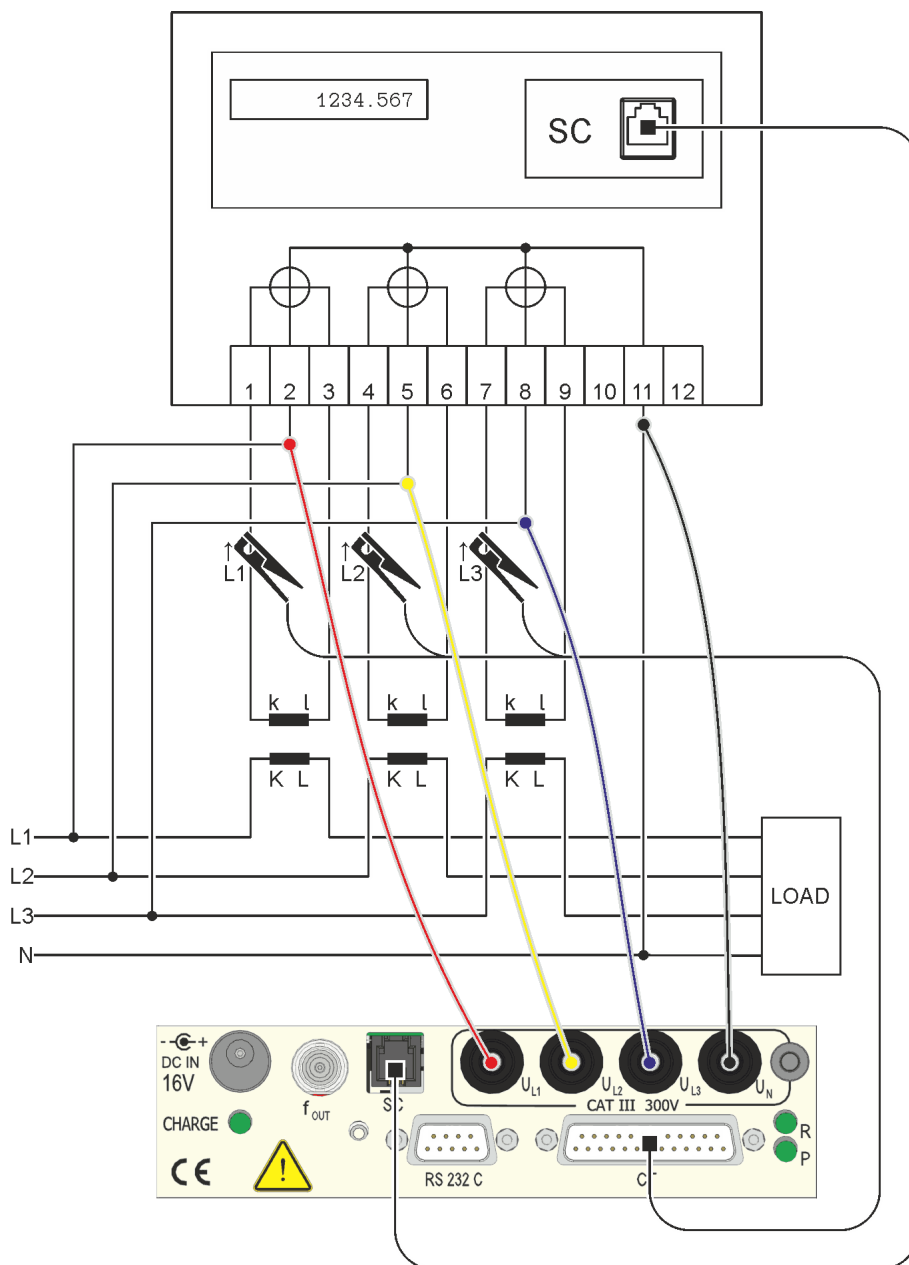 1234.567
SC
1 2 3 4 5 6 7 8 9 10 11 12
↑L1 ↑L2 ↑L3
k l k l k l
K L K L K L
L1
L2
L3
N
LOAD
- +
DC IN
16V
f OUT
SC
U L1
U L2
U L3
U N
CAT III 300V
CHARGE
R
P
CE
!
RS 232 C